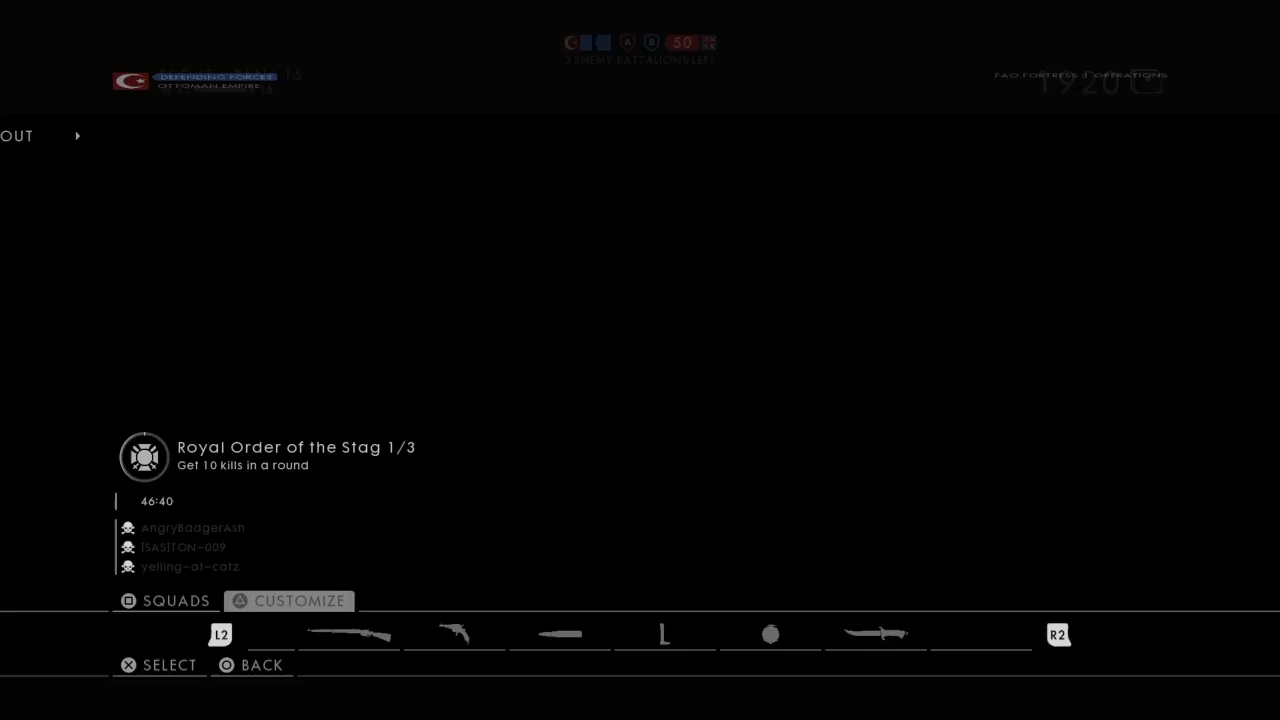 A B 50
3 ENEMY BATTALIONS LEFT
DEFENDING FORCES
OTTOMAN EMPIRE
15
FAO FORTRESS | OPERATIONS
1920
OUT
Royal Order of the Stag 1/3
Get 10 kills in a round
46:40
AngryBadgerAsh
[SAS]TON-009
yelling-at-catz
SQUADS CUSTOMIZE
L2 R2
SELECT BACK